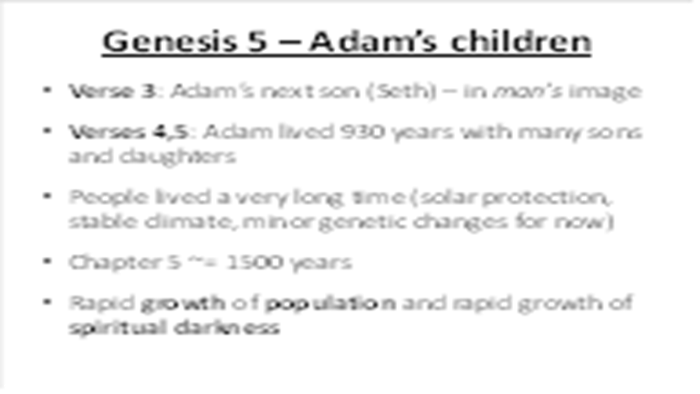 Genesis 5 – Adam's children
• Verse 3: Adam's next son (Seth) – in man's image
• Verses 4,5: Adam lived 930 years with many sons
and daughters
• People lived a very long time (solar protection,
stable climate, minor genetic changes for now)
• Chapter 5 ~= 1500 years
• Rapid growth of population and rapid growth of
spiritual darkness